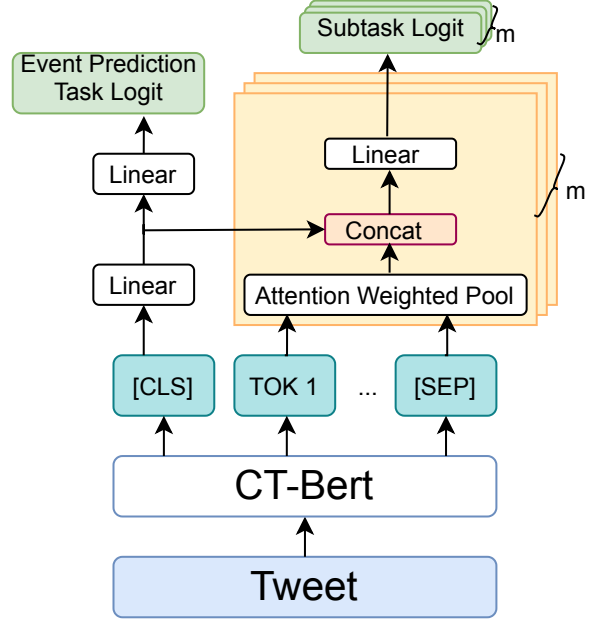 Subtask Logit
m
Event Prediction
Task Logit
Linear
Linear
m
Concat
Linear
Attention Weighted Pool
[CLS]
TOK 1
...
[SEP]
CT-Bert
Tweet